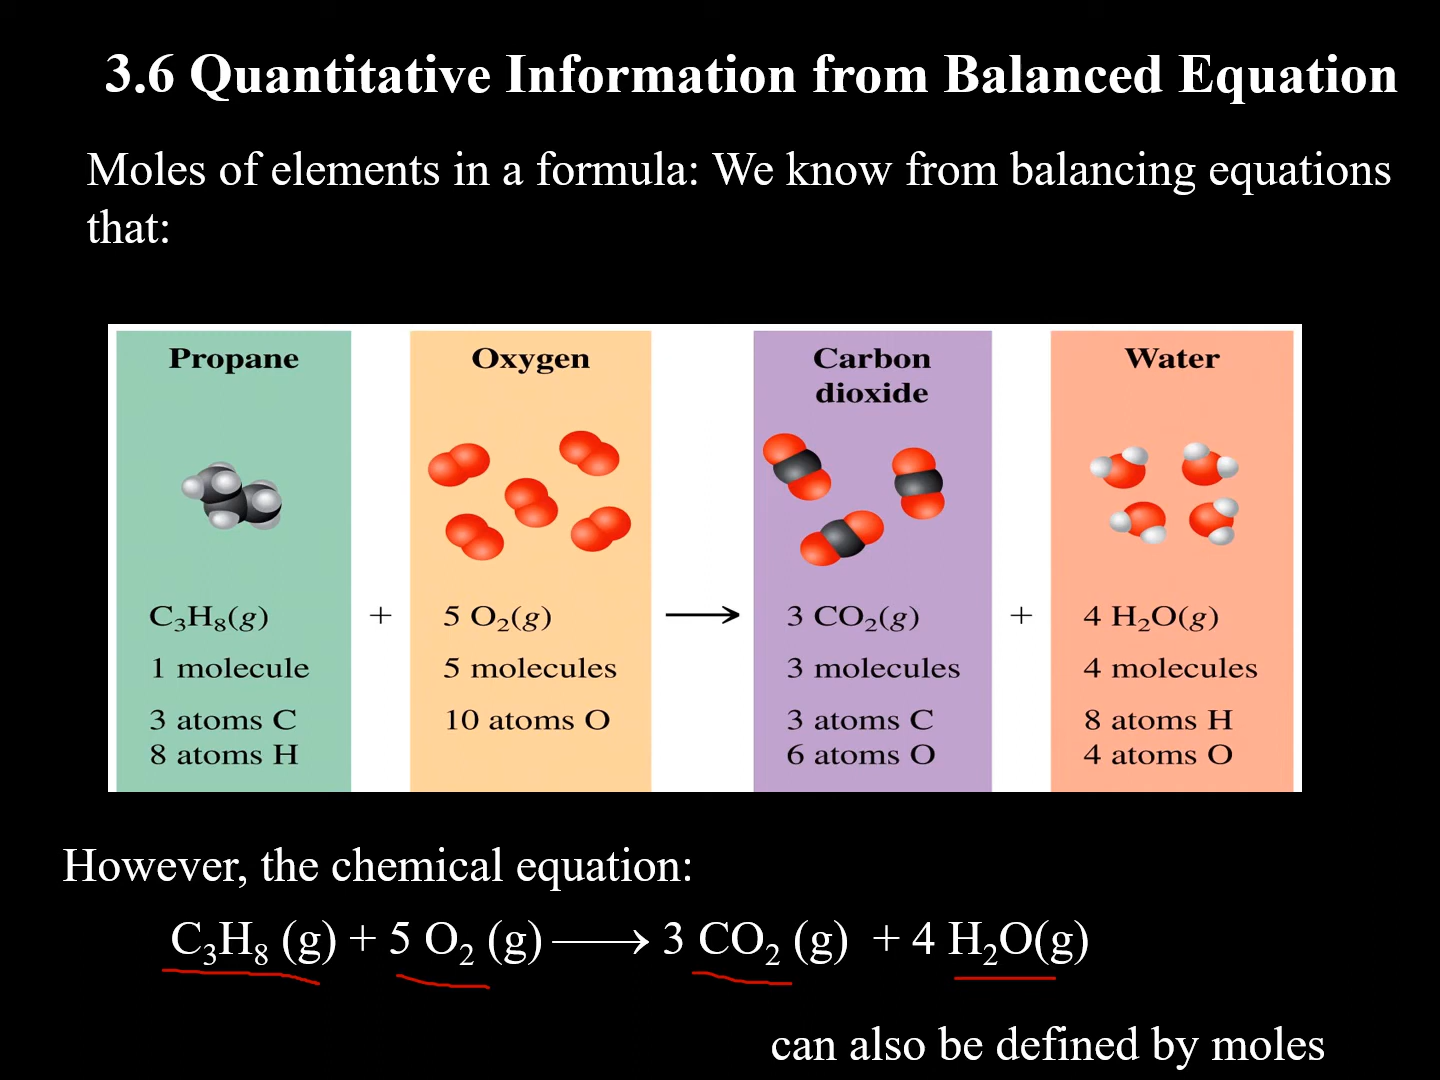 3.6 Quantitative Information from Balanced Equation
Moles of elements in a formula: We know from balancing equations
that:
Propane Oxygen Carbon dioxide Water
C₃H₈(g) + 5 O₂(g) ⟶ 3 CO₂(g) + 4 H₂O(g)
1 molecule 5 molecules 3 molecules 4 molecules
3 atoms C 10 atoms O 3 atoms C 8 atoms H
8 atoms H 6 atoms O 4 atoms O
However, the chemical equation:
C₃H₈ (g) + 5 O₂ (g) ⟶ 3 CO₂ (g) + 4 H₂O(g)
can also be defined by moles